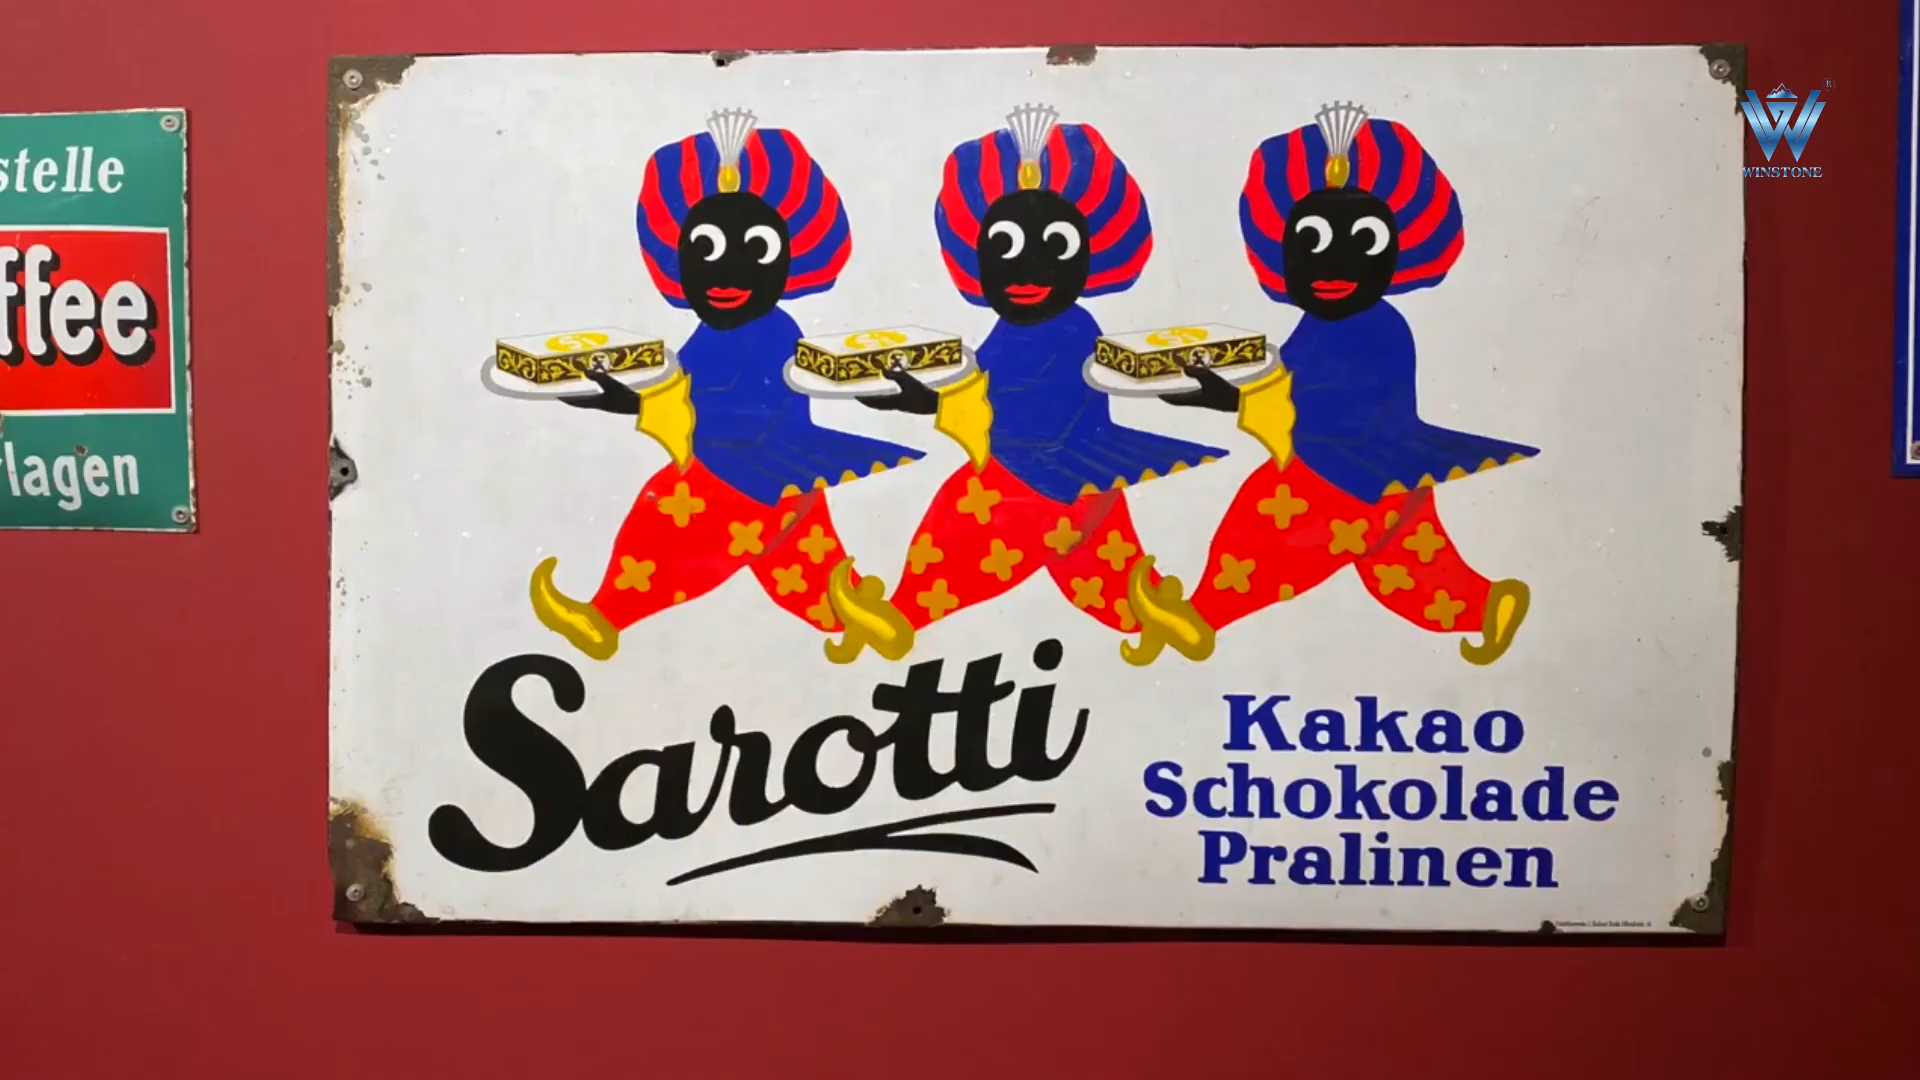 stelle
ffee
lagen
Sarotti
Kakao
Schokolade
Pralinen
WINSTONE